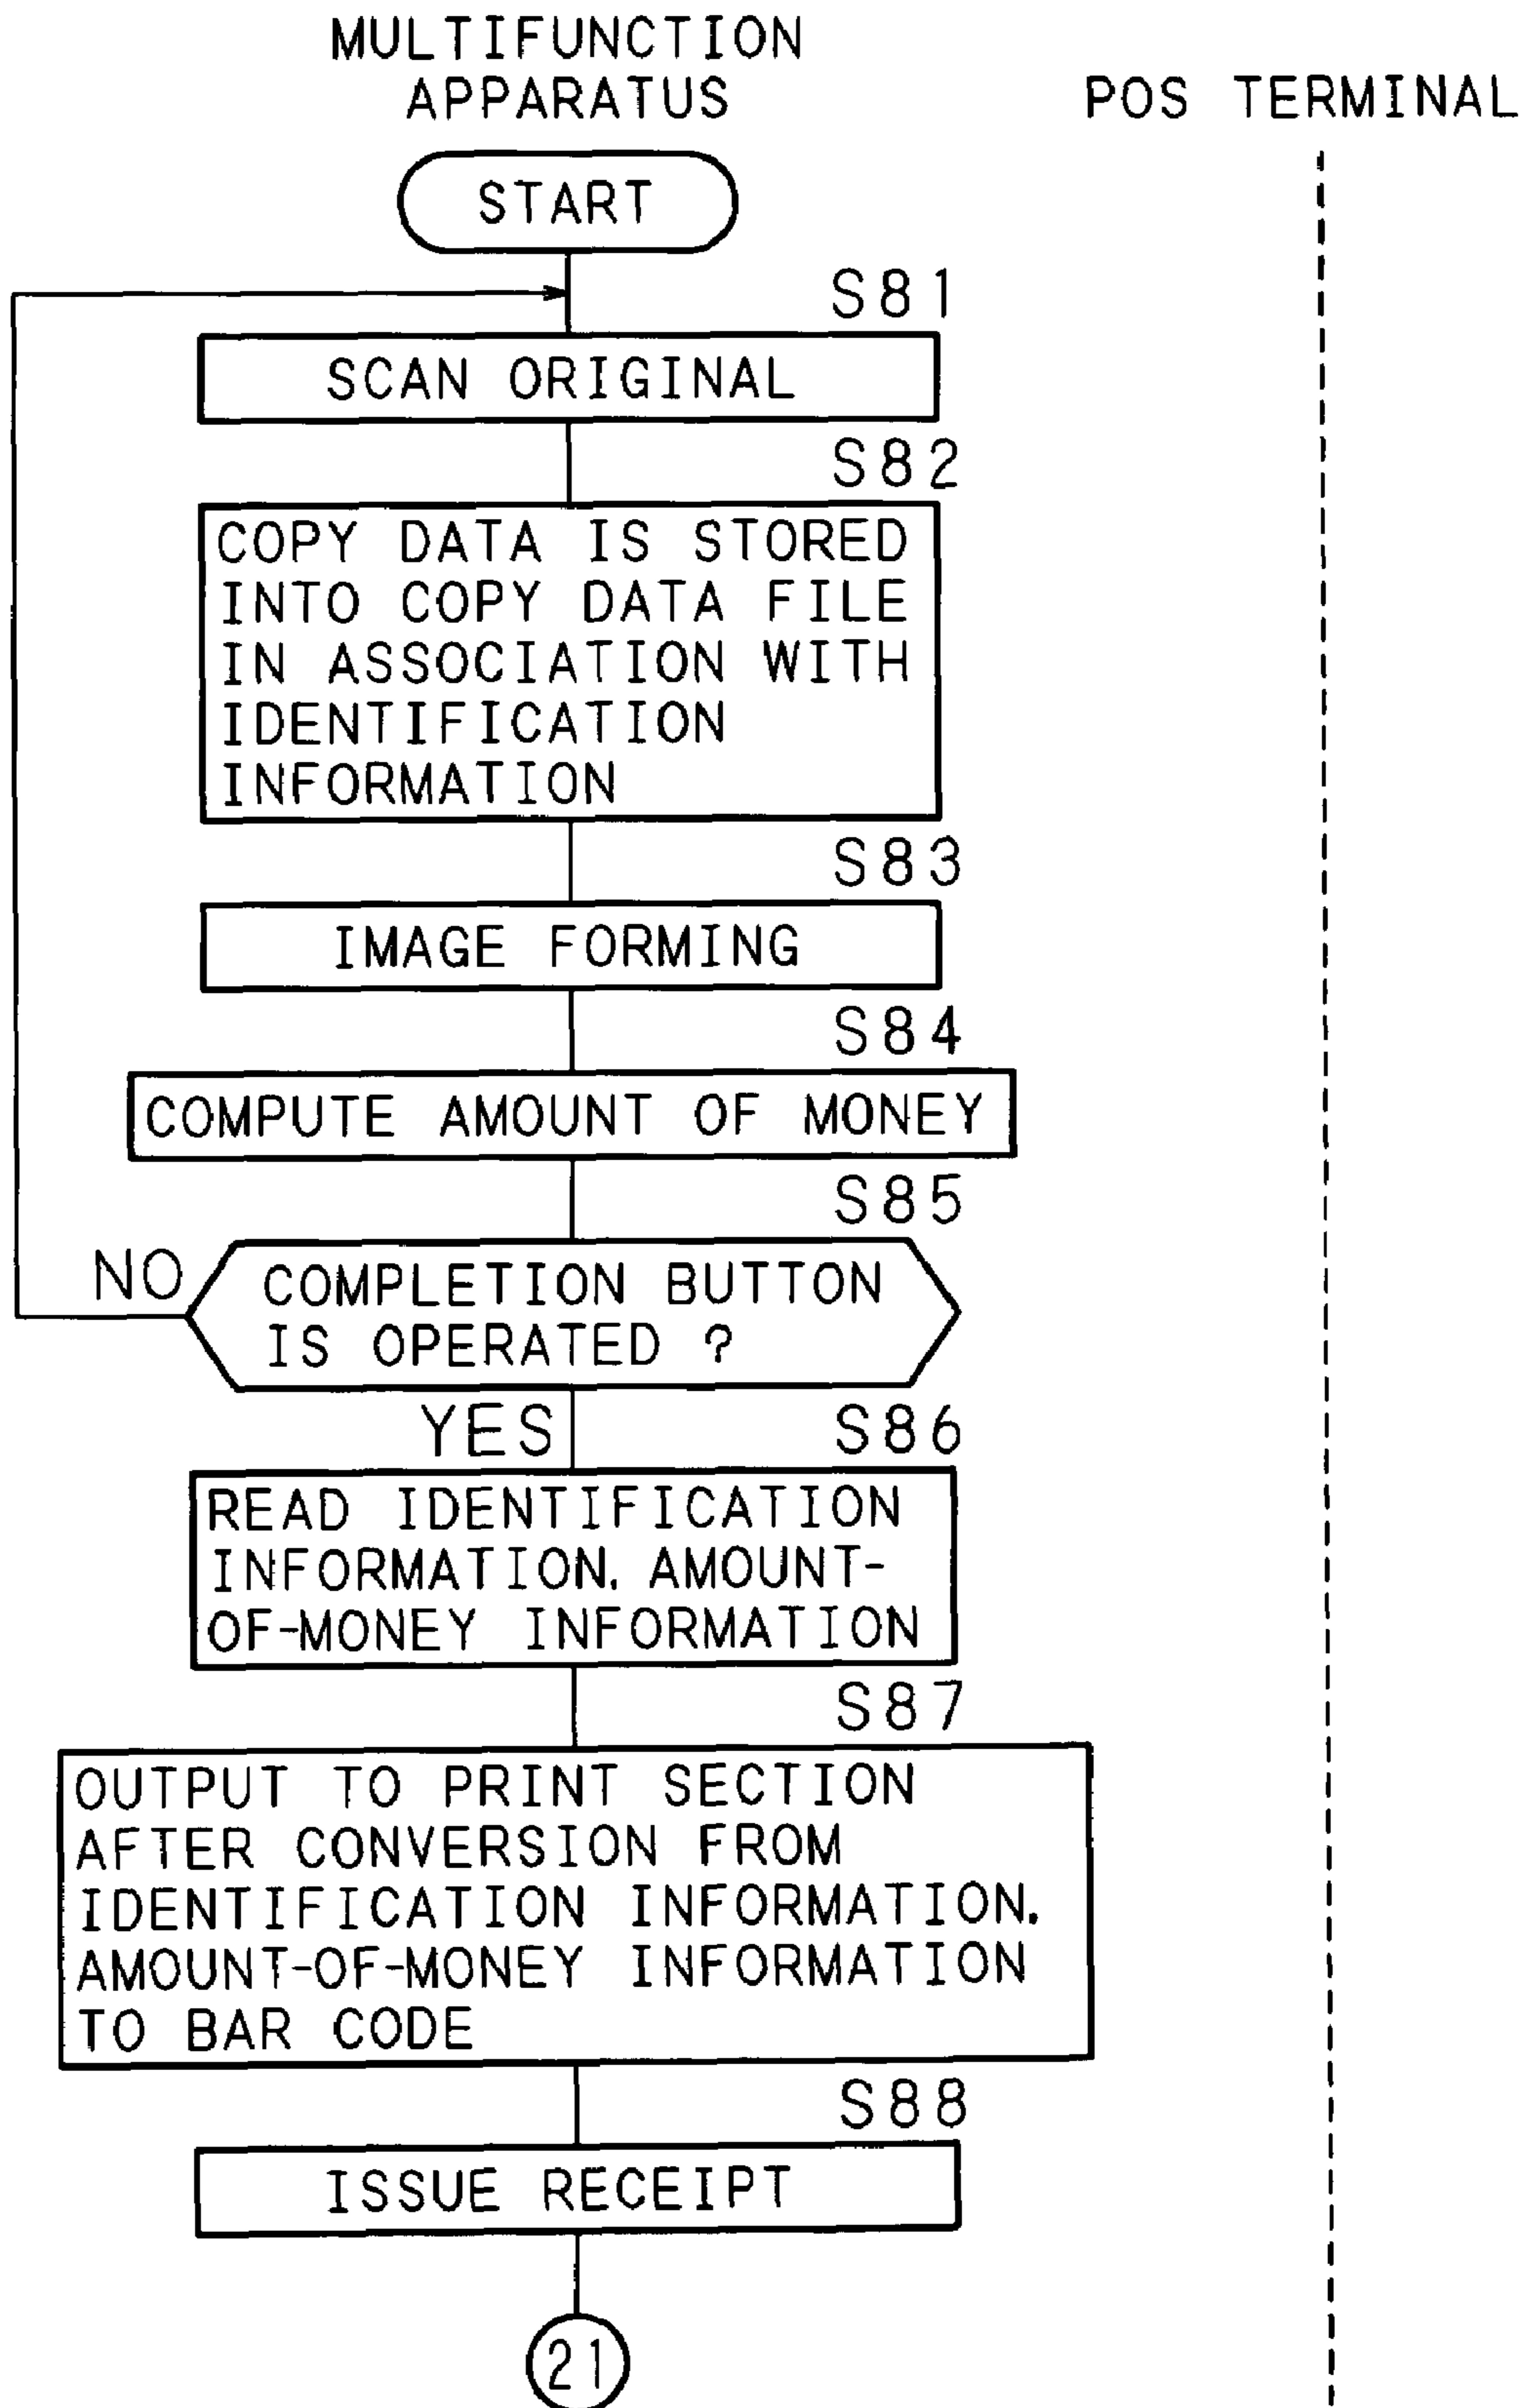 MULTIFUNCTION
APPARATUS
POS TERMINAL
START
S81
SCAN ORIGINAL
S82
COPY DATA IS STORED
INTO COPY DATA FILE
IN ASSOCIATION WITH
IDENTIFICATION
INFORMATION
S83
IMAGE FORMING
S84
COMPUTE AMOUNT OF MONEY
S85
NO
COMPLETION BUTTON
IS OPERATED ?
YES
S86
READ IDENTIFICATION
INFORMATION, AMOUNT-
OF-MONEY INFORMATION
S87
OUTPUT TO PRINT SECTION
AFTER CONVERSION FROM
IDENTIFICATION INFORMATION,
AMOUNT-OF-MONEY INFORMATION
TO BAR CODE
S88
ISSUE RECEIPT
21